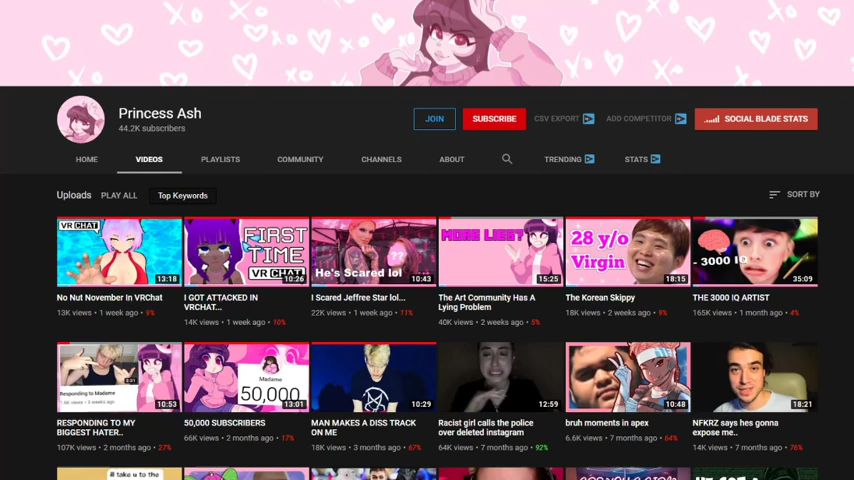 Princess Ash
44.2K subscribers
JOIN
SUBSCRIBE
CSV EXPORT
ADD COMPETITOR
SOCIAL BLADE STATS
HOME
VIDEOS
PLAYLISTS
COMMUNITY
CHANNELS
ABOUT
TRENDING
STATS
Uploads
PLAY ALL
Top Keywords
SORT BY
VRCHAT
13:18
FIRST
TIME
VRCHAT
10:26
??
He's Scared lol
10:43
MORE LIES?
15:25
28 y/o
Virgin
18:15
- 3000 IQ
35:09
No Nut November In VRChat
13K views • 1 week ago • 9%
I GOT ATTACKED IN
VRCHAT...
14K views • 1 week ago • 10%
I Scared Jeffree Star lol...
22K views • 1 week ago • 11%
The Art Community Has A
Lying Problem
40K views • 2 weeks ago • 5%
The Korean Skippy
18K views • 2 weeks ago • 9%
THE 3000 IQ ARTIST
165K views • 1 month ago • 4%
Responding to Madame
10:53
Madame
50,000
13:01
10:29
12:59
10:48
18:21
RESPONDING TO MY
BIGGEST HATER..
107K views • 2 months ago • 27%
50,000 SUBSCRIBERS
66K views • 2 months ago • 17%
MAN MAKES A DISS TRACK
ON ME
18K views • 3 months ago • 67%
Racist girl calls the police
over deleted instagram
64K views • 7 months ago • 92%
bruh moments in apex
6.6K views • 7 months ago • 64%
NFKRZ says hes gonna
expose me..
14K views • 7 months ago • 76%
ill take u to the